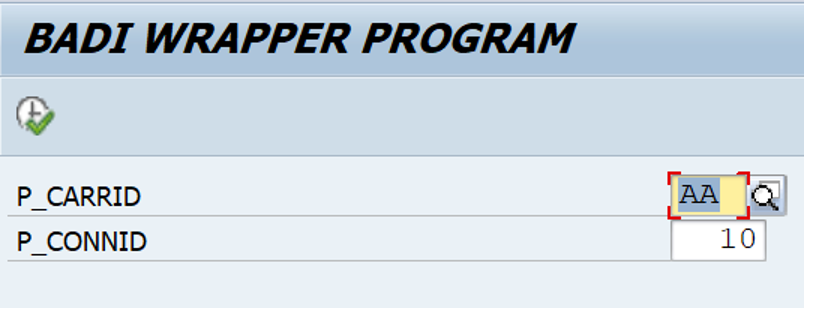 BADI WRAPPER PROGRAM
P_CARRID AA
P_CONNID 10